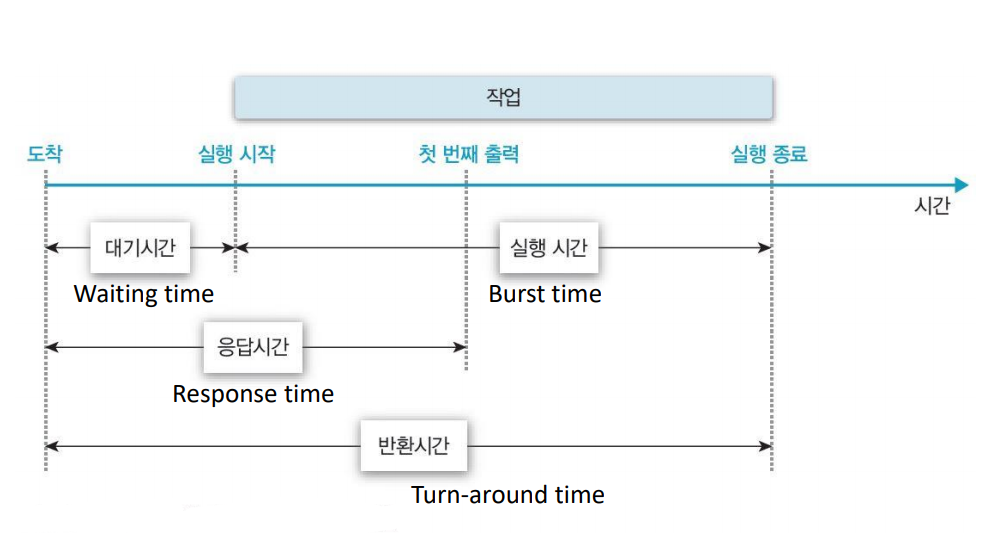 작업
도착 실행 시작 첫 번째 출력 실행 종료
시간
대기시간 실행 시간
Waiting time Burst time
응답시간
Response time
반환시간
Turn-around time